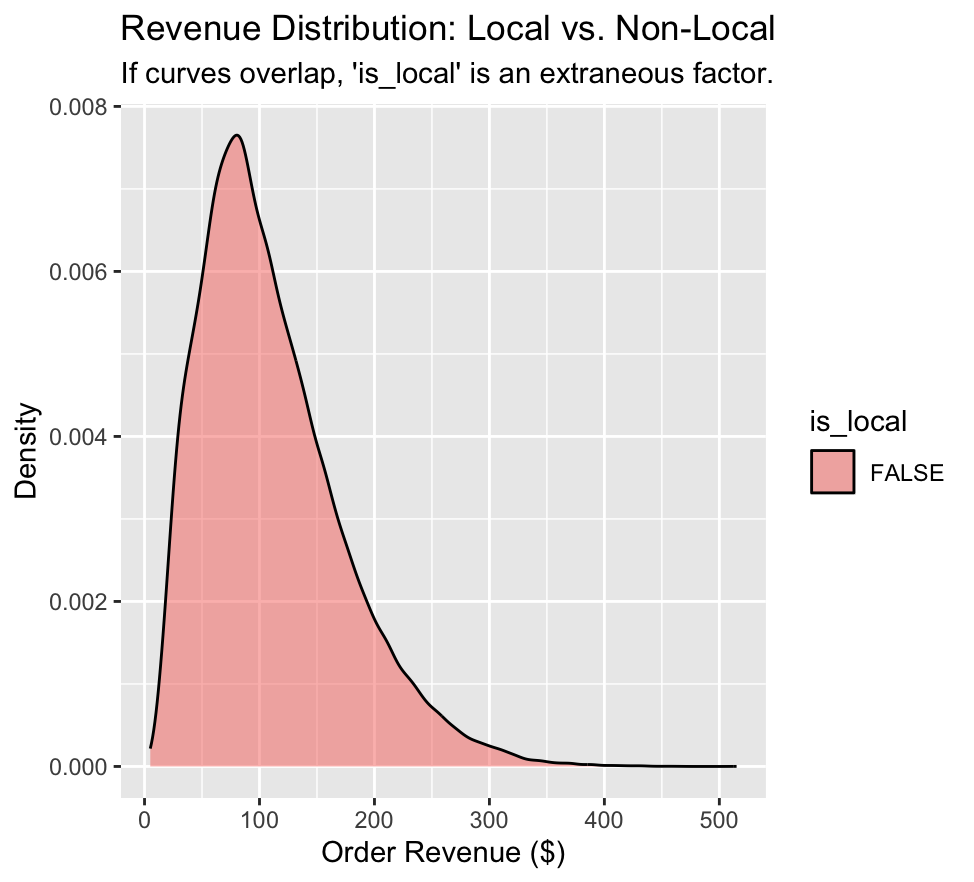 Revenue Distribution: Local vs. Non-Local
If curves overlap, 'is_local' is an extraneous factor.
0.008
0.006
0.004
0.002
0.000
Density
0
100
200
300
400
500
Order Revenue ($)
is_local
FALSE